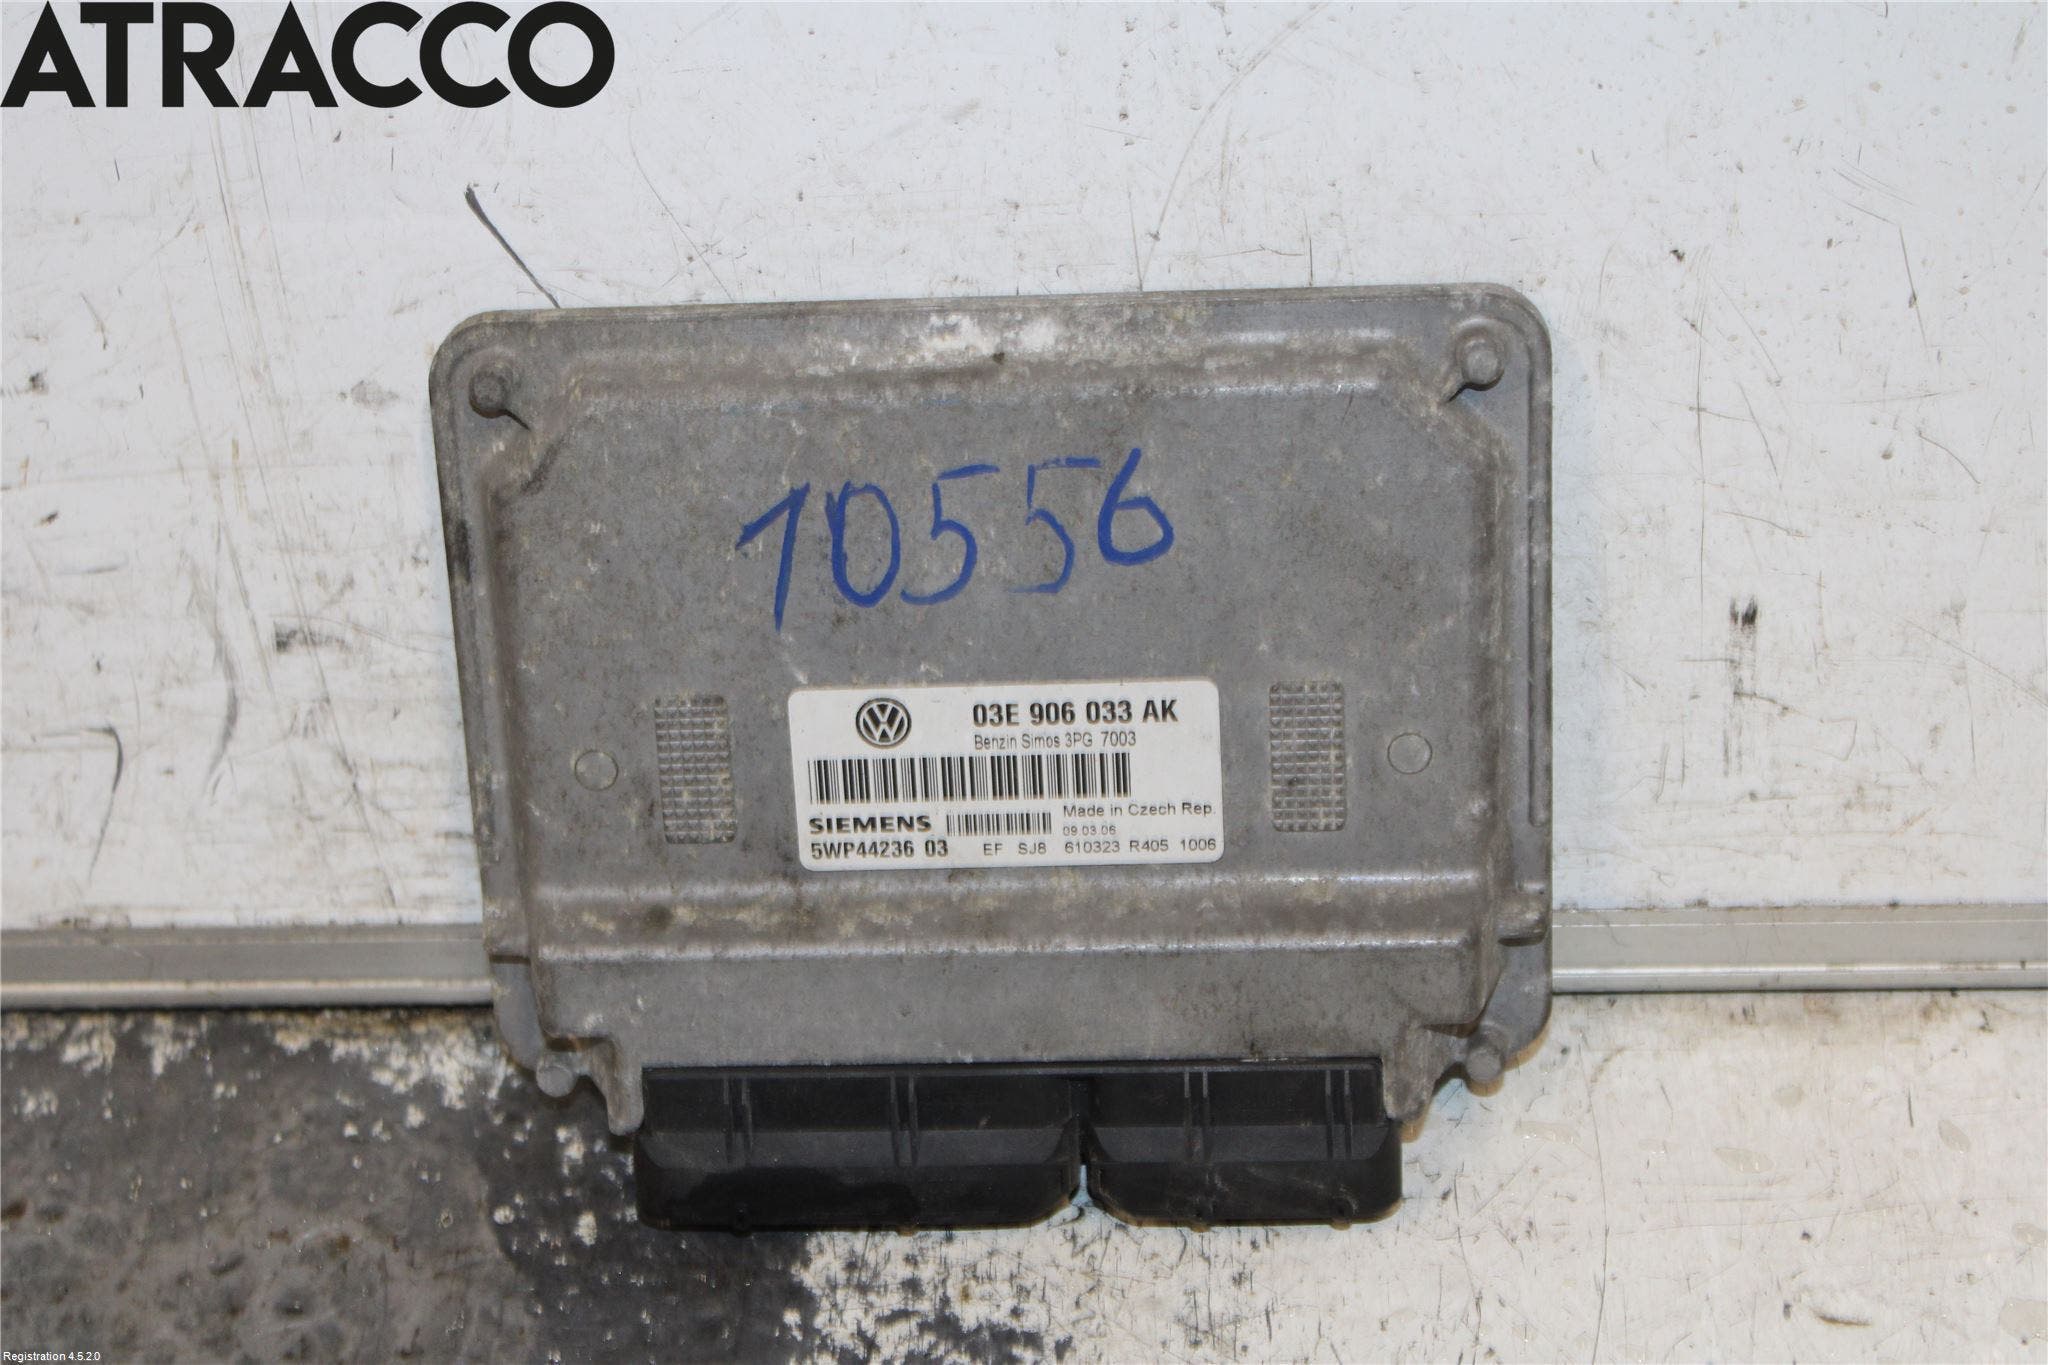 ATRACCO
10556
03E 906 033 AK
Benzin Simos 3PG 7003
Made in Czech Rep.
SIEMENS
09.03.06
5WP44236 03 EF SJ8 610323 R405 1006
Registration 4.5.2.0